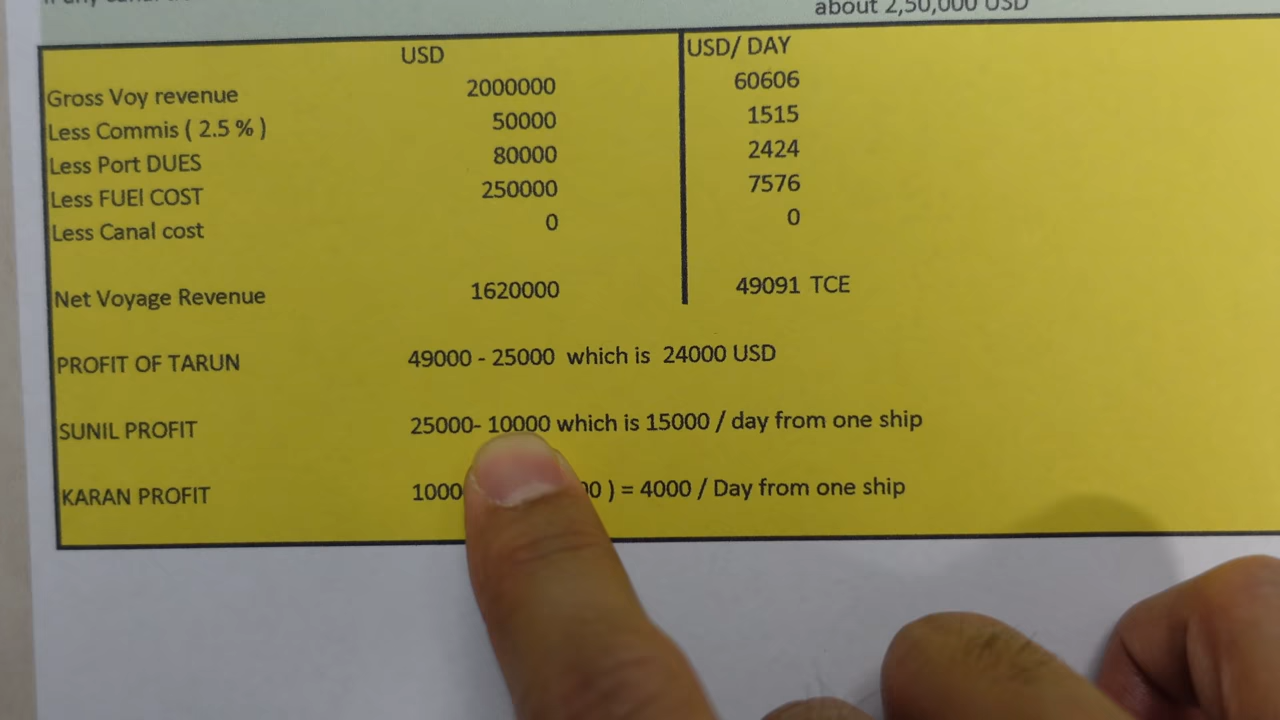 about 2,50,000 USD
USD USD/ DAY
Gross Voy revenue 2000000 60606
Less Commis ( 2.5 % ) 50000 1515
Less Port DUES 80000 2424
Less FUEl COST 250000 7576
Less Canal cost 0 0
Net Voyage Revenue 1620000 49091 TCE
PROFIT OF TARUN 49000 - 25000 which is 24000 USD
SUNIL PROFIT 25000- 10000 which is 15000 / day from one ship
KARAN PROFIT ) = 4000 / Day from one ship